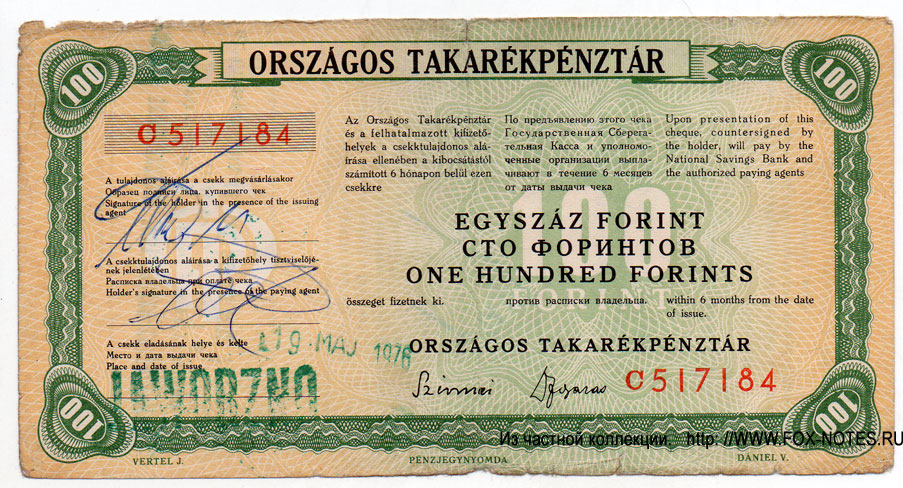 100
ORSZÁGOS TAKARÉKPÉNZTÁR
100
C517184
Az Országos Takarékpénztár
és a felhatalmazott kifizető-
helyek a csekktulajdonos alá-
írása ellenében a kibocsátástól
számított 6 hónapon belül ezen
csekkre
По предъявлению этого чека
Государственная Сберега-
тельная Касса и уполномо-
ченные организации выпла-
чивают в течение 6 месяцев
от даты выдачи чека
Upon presentation of this
cheque, countersigned by
the holder, will pay by the
National Savings Bank and
the authorized paying agents
A tulajdonos aláírása a csekk megvásárlásakor
Образец подписи лица, купившего чек
Signature of the holder in the presence of the issuing
agent
100
EGYSZÁZ FORINT
СТО ФОРИНТОВ
ONE HUNDRED FORINTS
A csekktulajdonos aláírása a kifizetőhely tisztviselőjé-
nek jelenlétében
Расписка владельца при оплате чека
Holder's signature in the presence of the paying agent
összeget fizetnek ki.
против расписки владельца.
within 6 months from the date
of issue.
A csekk eladásának helye és kelte
Место и дата выдачи чека
Place and date of issue
19. MAJ 1976
JAWORZNO
ORSZÁGOS TAKARÉKPÉNZTÁR
C517184
100
100
Из частной коллекции. http: //WWW.FOX-NOTES.RU
VERTEL J.
PÉNZJEGYNYOMDA
DÁNIEL V.